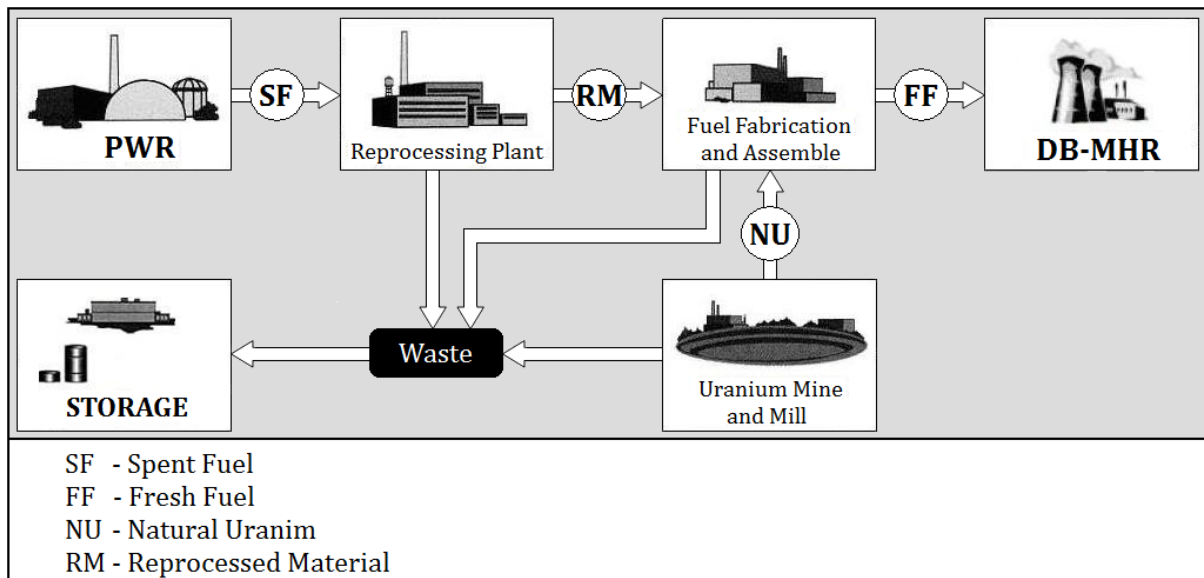 SF
RM
FF
PWR
Reprocessing Plant
Fuel Fabrication
and Assemble
DB-MHR
NU
STORAGE
Waste
Uranium Mine
and Mill
SF - Spent Fuel
FF - Fresh Fuel
NU - Natural Uranim
RM - Reprocessed Material